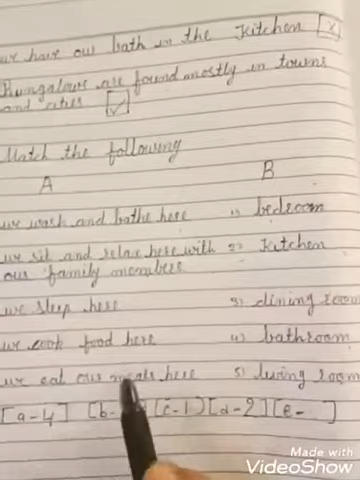 we have our bath in the kitchen [x]
Bungalows are found mostly in towns
and cities [✓]
Match the following
A B
we wash and bathe here 1) bedroom
we sit and relax here with 2) kitchen
our family members
we sleep here 3) dining room
we cook food here 4) bathroom
we eat our meals here 5) living room
[a-4] [b- [c-1] [d-2] [e- ]
Made with
VideoShow